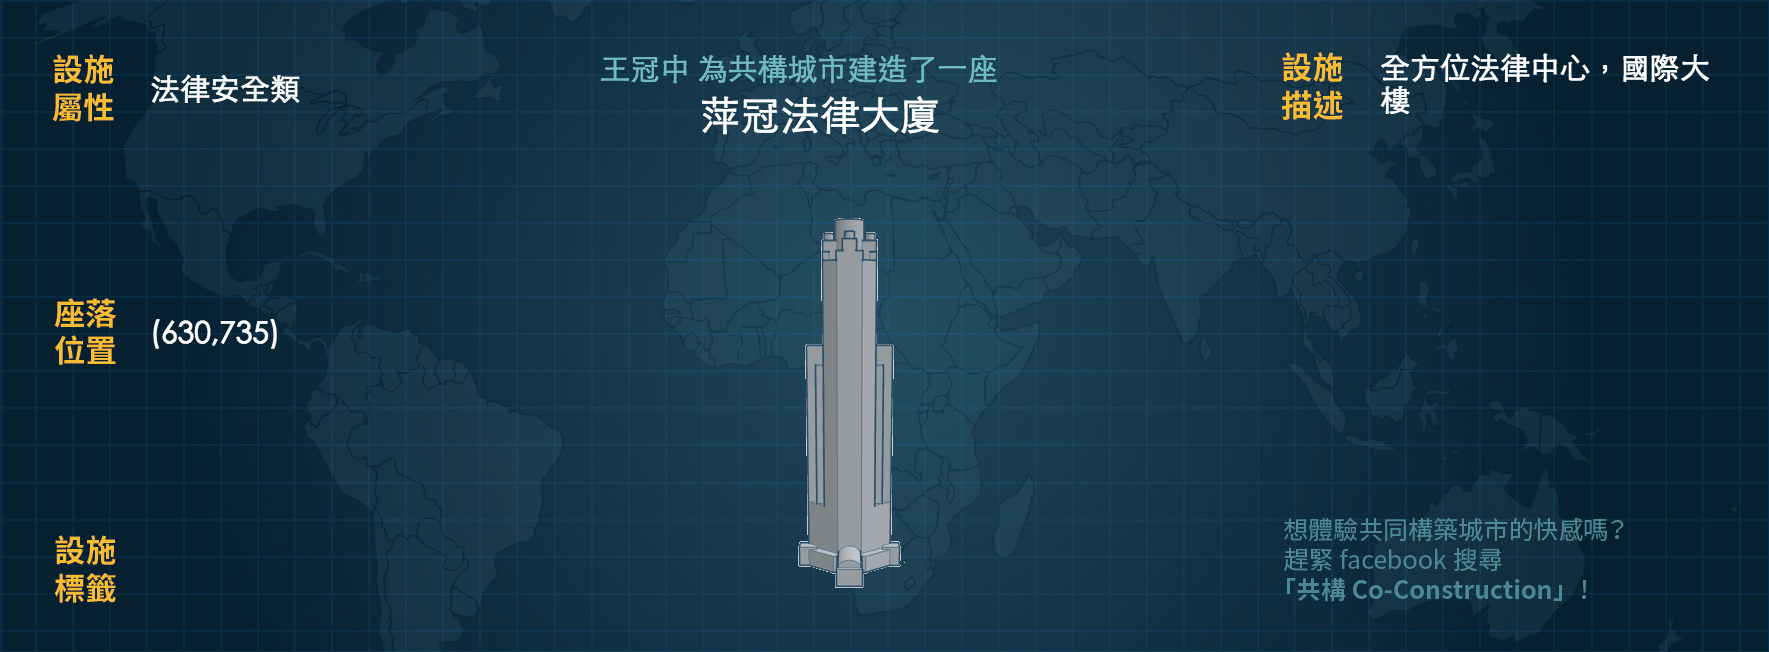 設施
屬性
法律安全類
王冠中 為共構城市建造了一座
萍冠法律大廈
設施
描述
全方位法律中心，國際大
樓
座落
位置
(630,735)
設施
標籤
想體驗共同構築城市的快感嗎？
趕緊 facebook 搜尋
「共構 Co-Construction」！